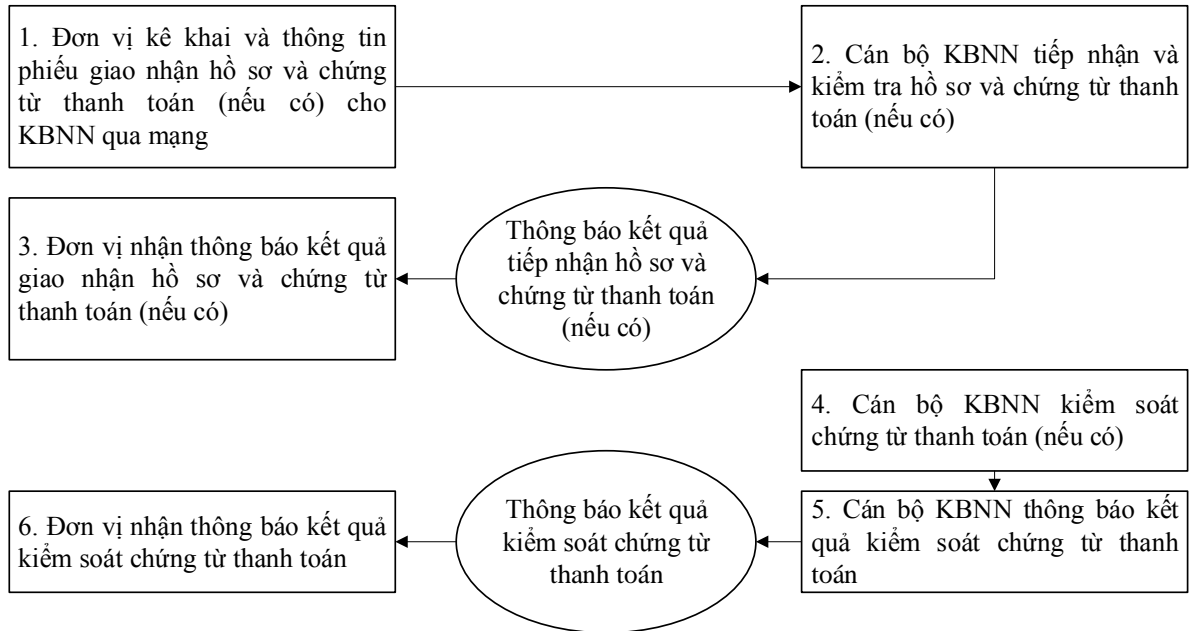 1. Đơn vị kê khai và thông tin
phiếu giao nhận hồ sơ và chứng
từ thanh toán (nếu có) cho
KBNN qua mạng
2. Cán bộ KBNN tiếp nhận và
kiểm tra hồ sơ và chứng từ thanh
toán (nếu có)
3. Đơn vị nhận thông báo kết quả
giao nhận hồ sơ và chứng từ
thanh toán (nếu có)
Thông báo kết quả
tiếp nhận hồ sơ và
chứng từ thanh toán
(nếu có)
4. Cán bộ KBNN kiểm soát
chứng từ thanh toán (nếu có)
5. Cán bộ KBNN thông báo kết
quả kiểm soát chứng từ thanh
toán
Thông báo kết quả
kiểm soát chứng từ
thanh toán
6. Đơn vị nhận thông báo kết quả
kiểm soát chứng từ thanh toán